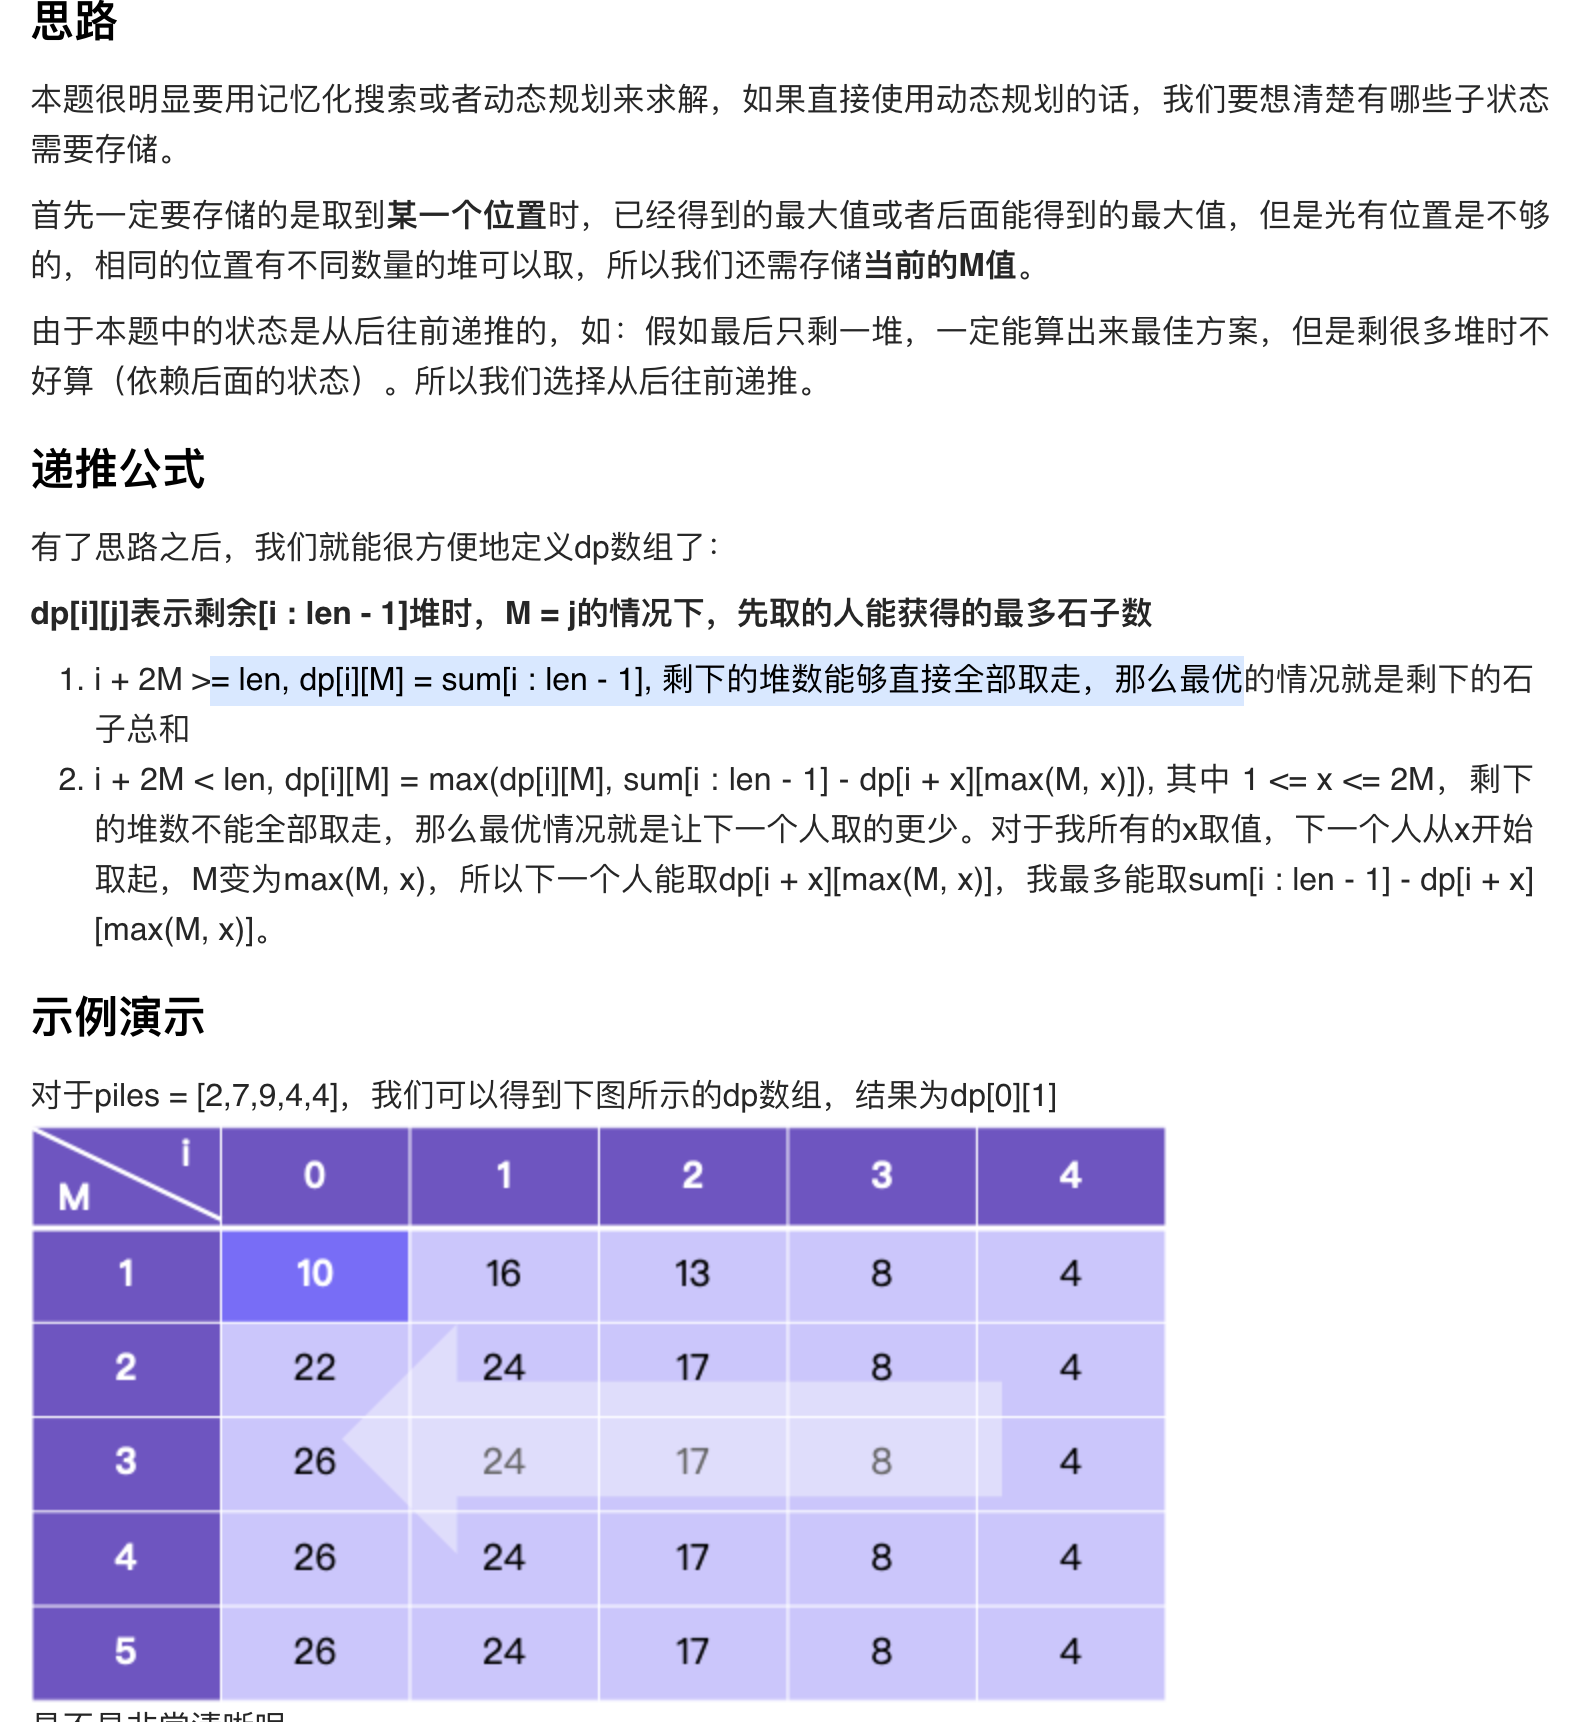 思路
本题很明显要用记忆化搜索或者动态规划来求解，如果直接使用动态规划的话，我们要想清楚有哪些子状态
需要存储。
首先一定要存储的是取到某一个位置时，已经得到的最大值或者后面能得到的最大值，但是光有位置是不够
的，相同的位置有不同数量的堆可以取，所以我们还需存储当前的M值。
由于本题中的状态是从后往前递推的，如：假如最后只剩一堆，一定能算出来最佳方案，但是剩很多堆时不
好算（依赖后面的状态）。所以我们选择从后往前递推。
递推公式
有了思路之后，我们就能很方便地定义dp数组了：
dp[i][j]表示剩余[i : len - 1]堆时，M = j的情况下，先取的人能获得的最多石子数
1. i + 2M >= len, dp[i][M] = sum[i : len - 1], 剩下的堆数能够直接全部取走，那么最优的情况就是剩下的石
子总和
2. i + 2M < len, dp[i][M] = max(dp[i][M], sum[i : len - 1] - dp[i + x][max(M, x)]), 其中 1 <= x <= 2M，剩下
的堆数不能全部取走，那么最优情况就是让下一个人取的更少。对于我所有的x取值，下一个人从x开始
取起，M变为max(M, x)，所以下一个人能取dp[i + x][max(M, x)]，我最多能取sum[i : len - 1] - dp[i + x]
[max(M, x)]。
示例演示
对于piles = [2,7,9,4,4]，我们可以得到下图所示的dp数组，结果为dp[0][1]
i
M
0 1 2 3 4
1 10 16 13 8 4
2 22 24 17 8 4
3 26 24 17 8 4
4 26 24 17 8 4
5 26 24 17 8 4